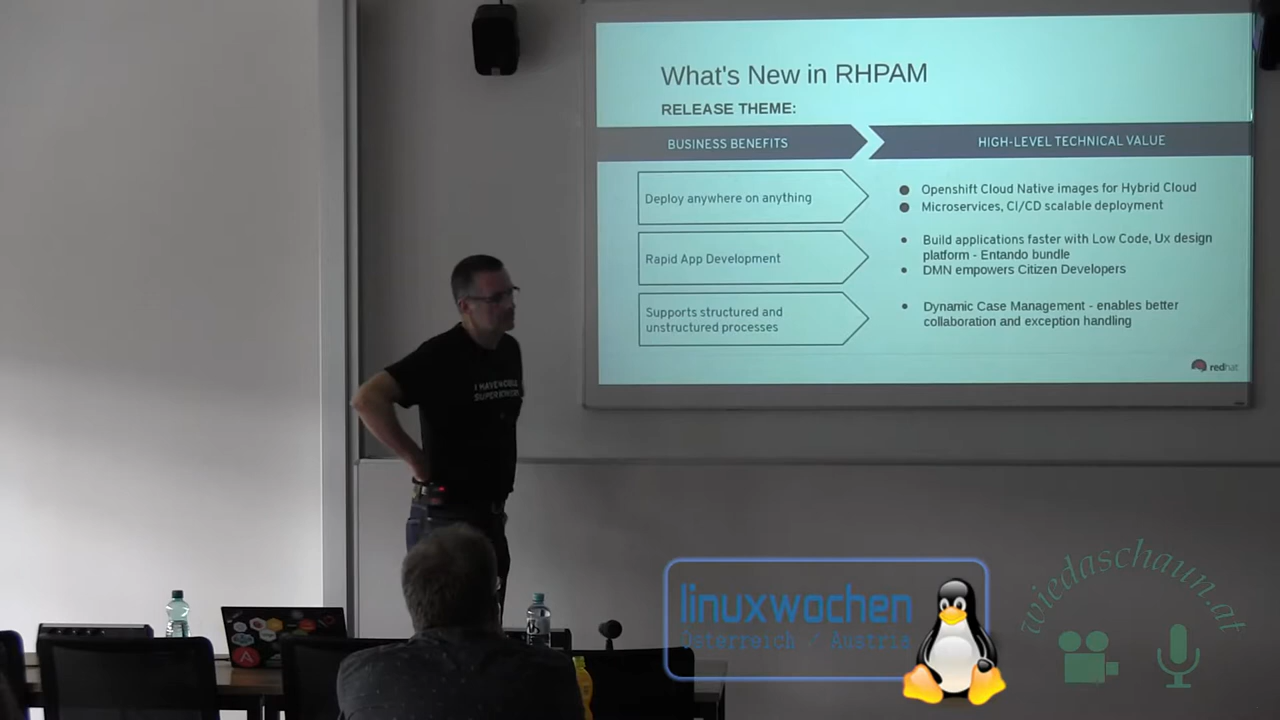 What's New in RHPAM
RELEASE THEME:
BUSINESS BENEFITS
HIGH-LEVEL TECHNICAL VALUE
Deploy anywhere on anything
Openshift Cloud Native images for Hybrid Cloud
Microservices, CI/CD scalable deployment
Rapid App Development
Build applications faster with Low Code, Ux design
platform - Entando bundle
DMN empowers Citizen Developers
Supports structured and
unstructured processes
Dynamic Case Management - enables better
collaboration and exception handling
redhat
I HAVE
SUPER
linuxwochen
Österreich / Austria
wiedaschaun.at